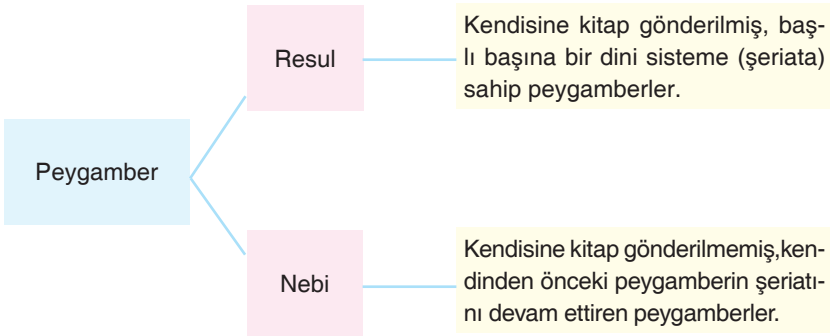 Resul
Kendisine kitap gönderilmiş, baş-
lı başına bir dini sisteme (şeriata)
sahip peygamberler.
Peygamber
Nebi
Kendisine kitap gönderilmemiş,ken-
dinden önceki peygamberin şeriatı-
nı devam ettiren peygamberler.